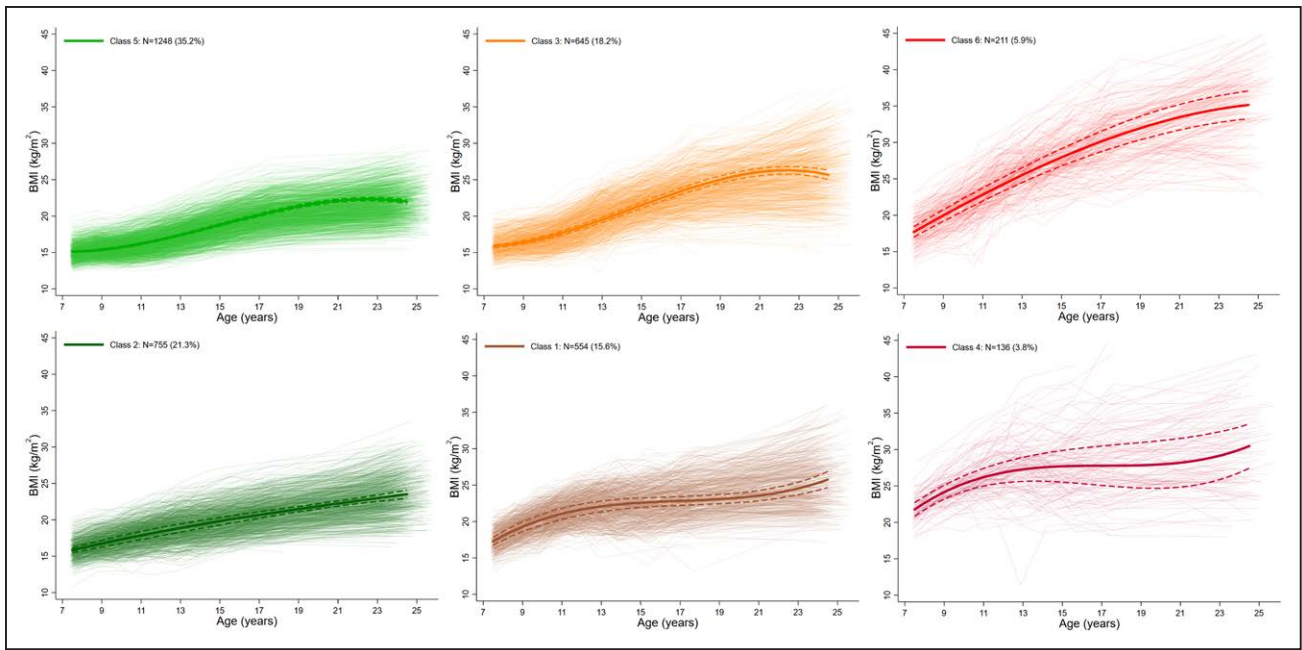 Class 5: N=1248 (35.2%)
BMI (kg/m²)
45
40
35
30
25
20
15
10
7 9 11 13 15 17 19 21 23 25
Age (years)
Class 3: N=645 (18.2%)
BMI (kg/m²)
45
40
35
30
25
20
15
10
7 9 11 13 15 17 19 21 23 25
Age (years)
Class 6: N=211 (5.9%)
BMI (kg/m²)
45
40
35
30
25
20
15
10
7 9 11 13 15 17 19 21 23 25
Age (years)
Class 2: N=755 (21.3%)
BMI (kg/m²)
45
40
35
30
25
20
15
10
7 9 11 13 15 17 19 21 23 25
Age (years)
Class 1: N=554 (15.6%)
BMI (kg/m²)
45
40
35
30
25
20
15
10
7 9 11 13 15 17 19 21 23 25
Age (years)
Class 4: N=136 (3.8%)
BMI (kg/m²)
45
40
35
30
25
20
15
10
7 9 11 13 15 17 19 21 23 25
Age (years)